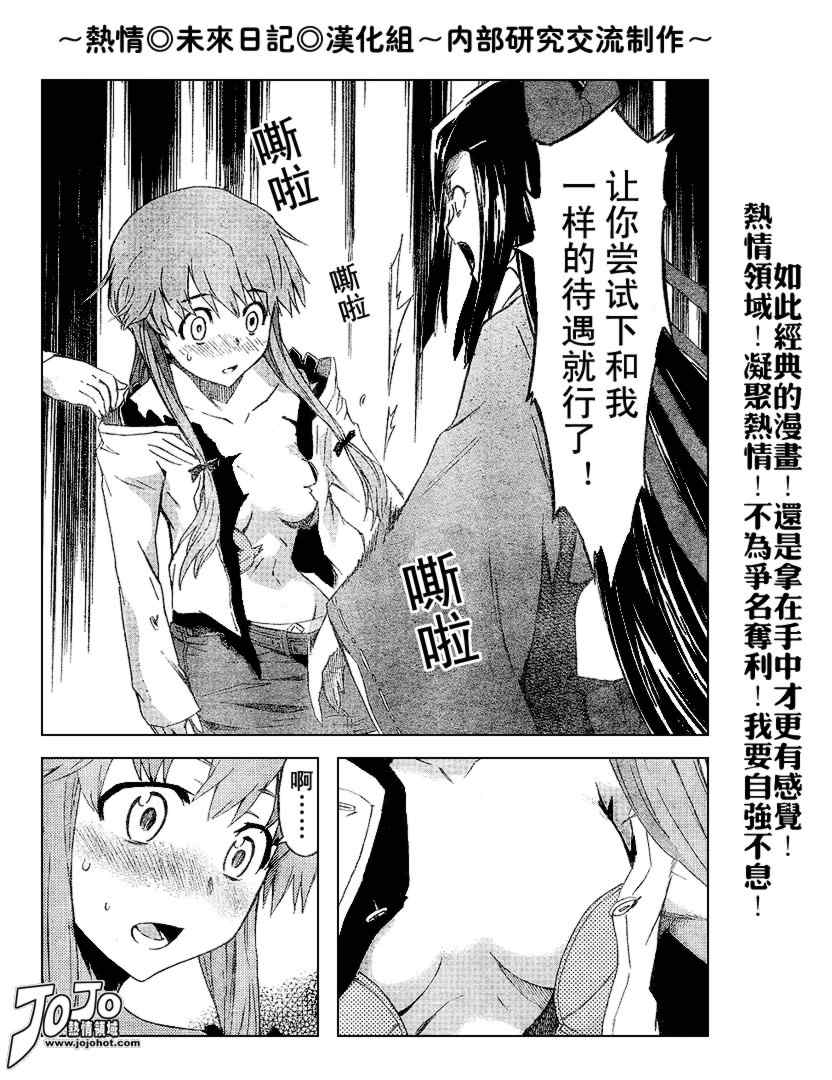 ～熱情◎未來日記◎漢化組～内部研究交流制作～
让你尝试下和我
一样的待遇就行了！
嘶啦
嘶啦
嘶啦
啊……
如此經典的漫畫！還是拿在手中才更有感覺！
熱情領域！凝聚熱情！不為爭名奪利！我要自強不息！
JOJO
熱情領域
www.jojohot.com